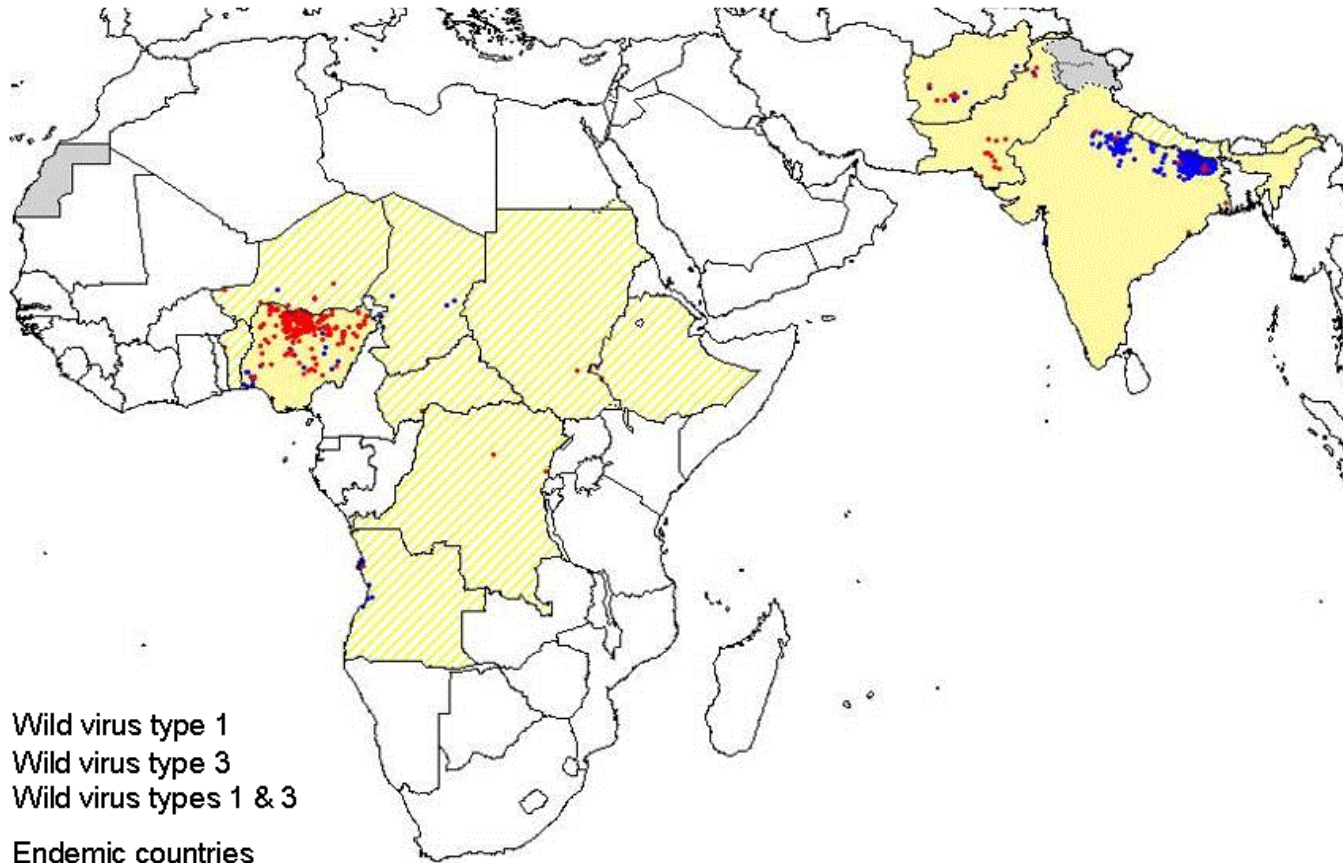 Wild virus type 1
Wild virus type 3
Wild virus types 1 & 3
Endemic countries